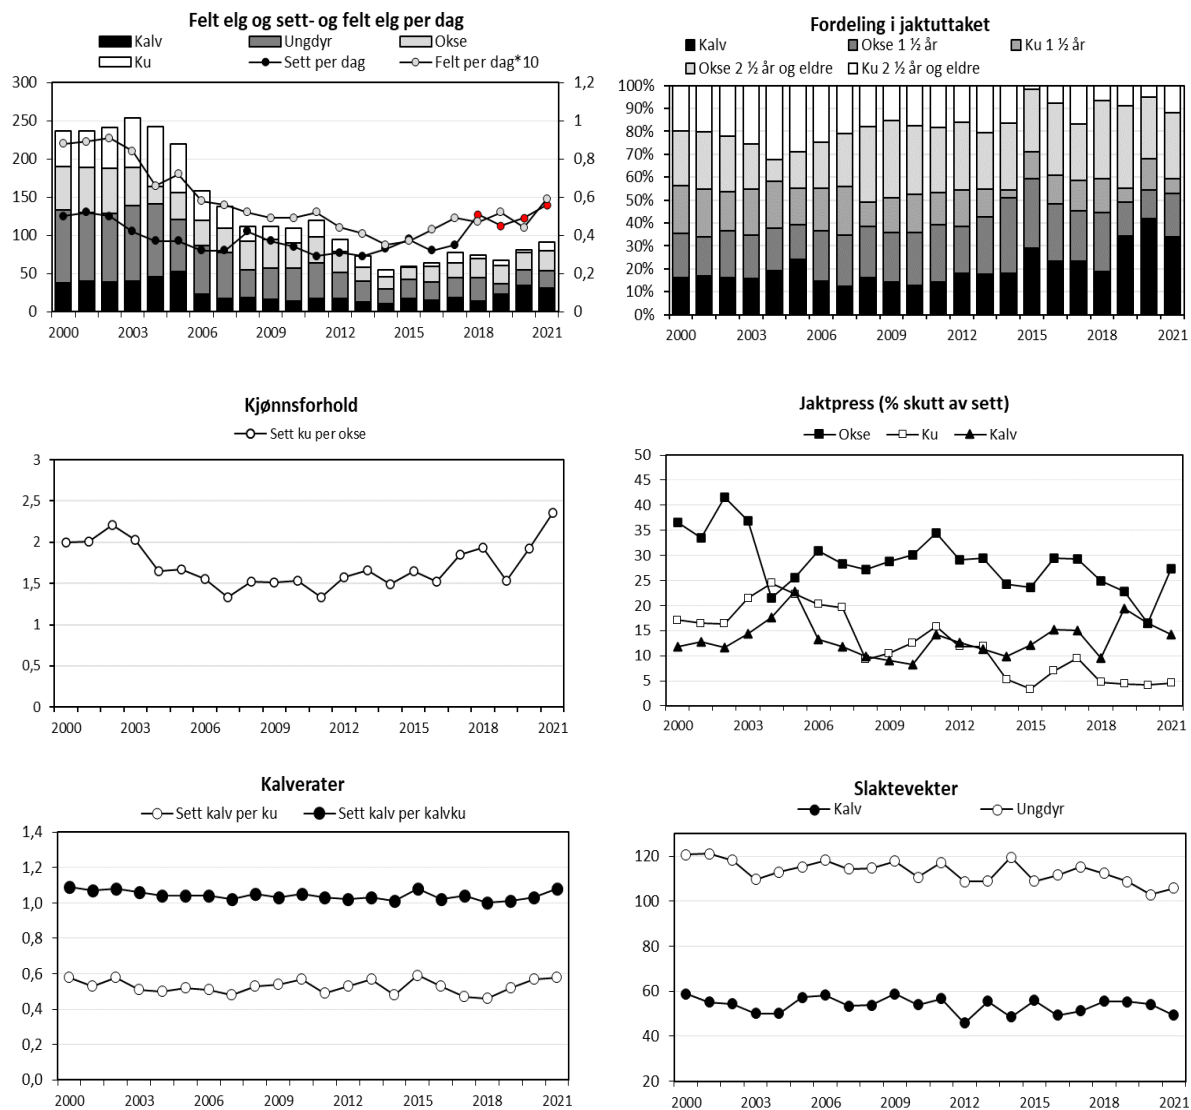 Felt elg og sett- og felt elg per dag
Kalv Ungdyr Okse
Ku Sett per dag Felt per dag*10
300 1,2
250 1
200 0,8
150 0,6
100 0,4
50 0,2
0 0
2000 2003 2006 2009 2012 2015 2018 2021
Fordeling i jaktuttaket
Kalv Okse 1 ½ år Ku 1 ½ år
Okse 2 ½ år og eldre Ku 2 ½ år og eldre
100%
90%
80%
70%
60%
50%
40%
30%
20%
10%
0%
2000 2003 2006 2009 2012 2015 2018 2021
Kjønnsforhold
Sett ku per okse
3
2,5
2
1,5
1
0,5
0
2000 2003 2006 2009 2012 2015 2018 2021
Jaktpress (% skutt av sett)
Okse Ku Kalv
50
45
40
35
30
25
20
15
10
5
0
2000 2003 2006 2009 2012 2015 2018 2021
Kalverater
Sett kalv per ku Sett kalv per kalvku
1,4
1,2
1,0
0,8
0,6
0,4
0,2
0,0
2000 2003 2006 2009 2012 2015 2018 2021
Slaktevekter
Kalv Ungdyr
120
100
80
60
40
20
2000 2003 2006 2009 2012 2015 2018 2021